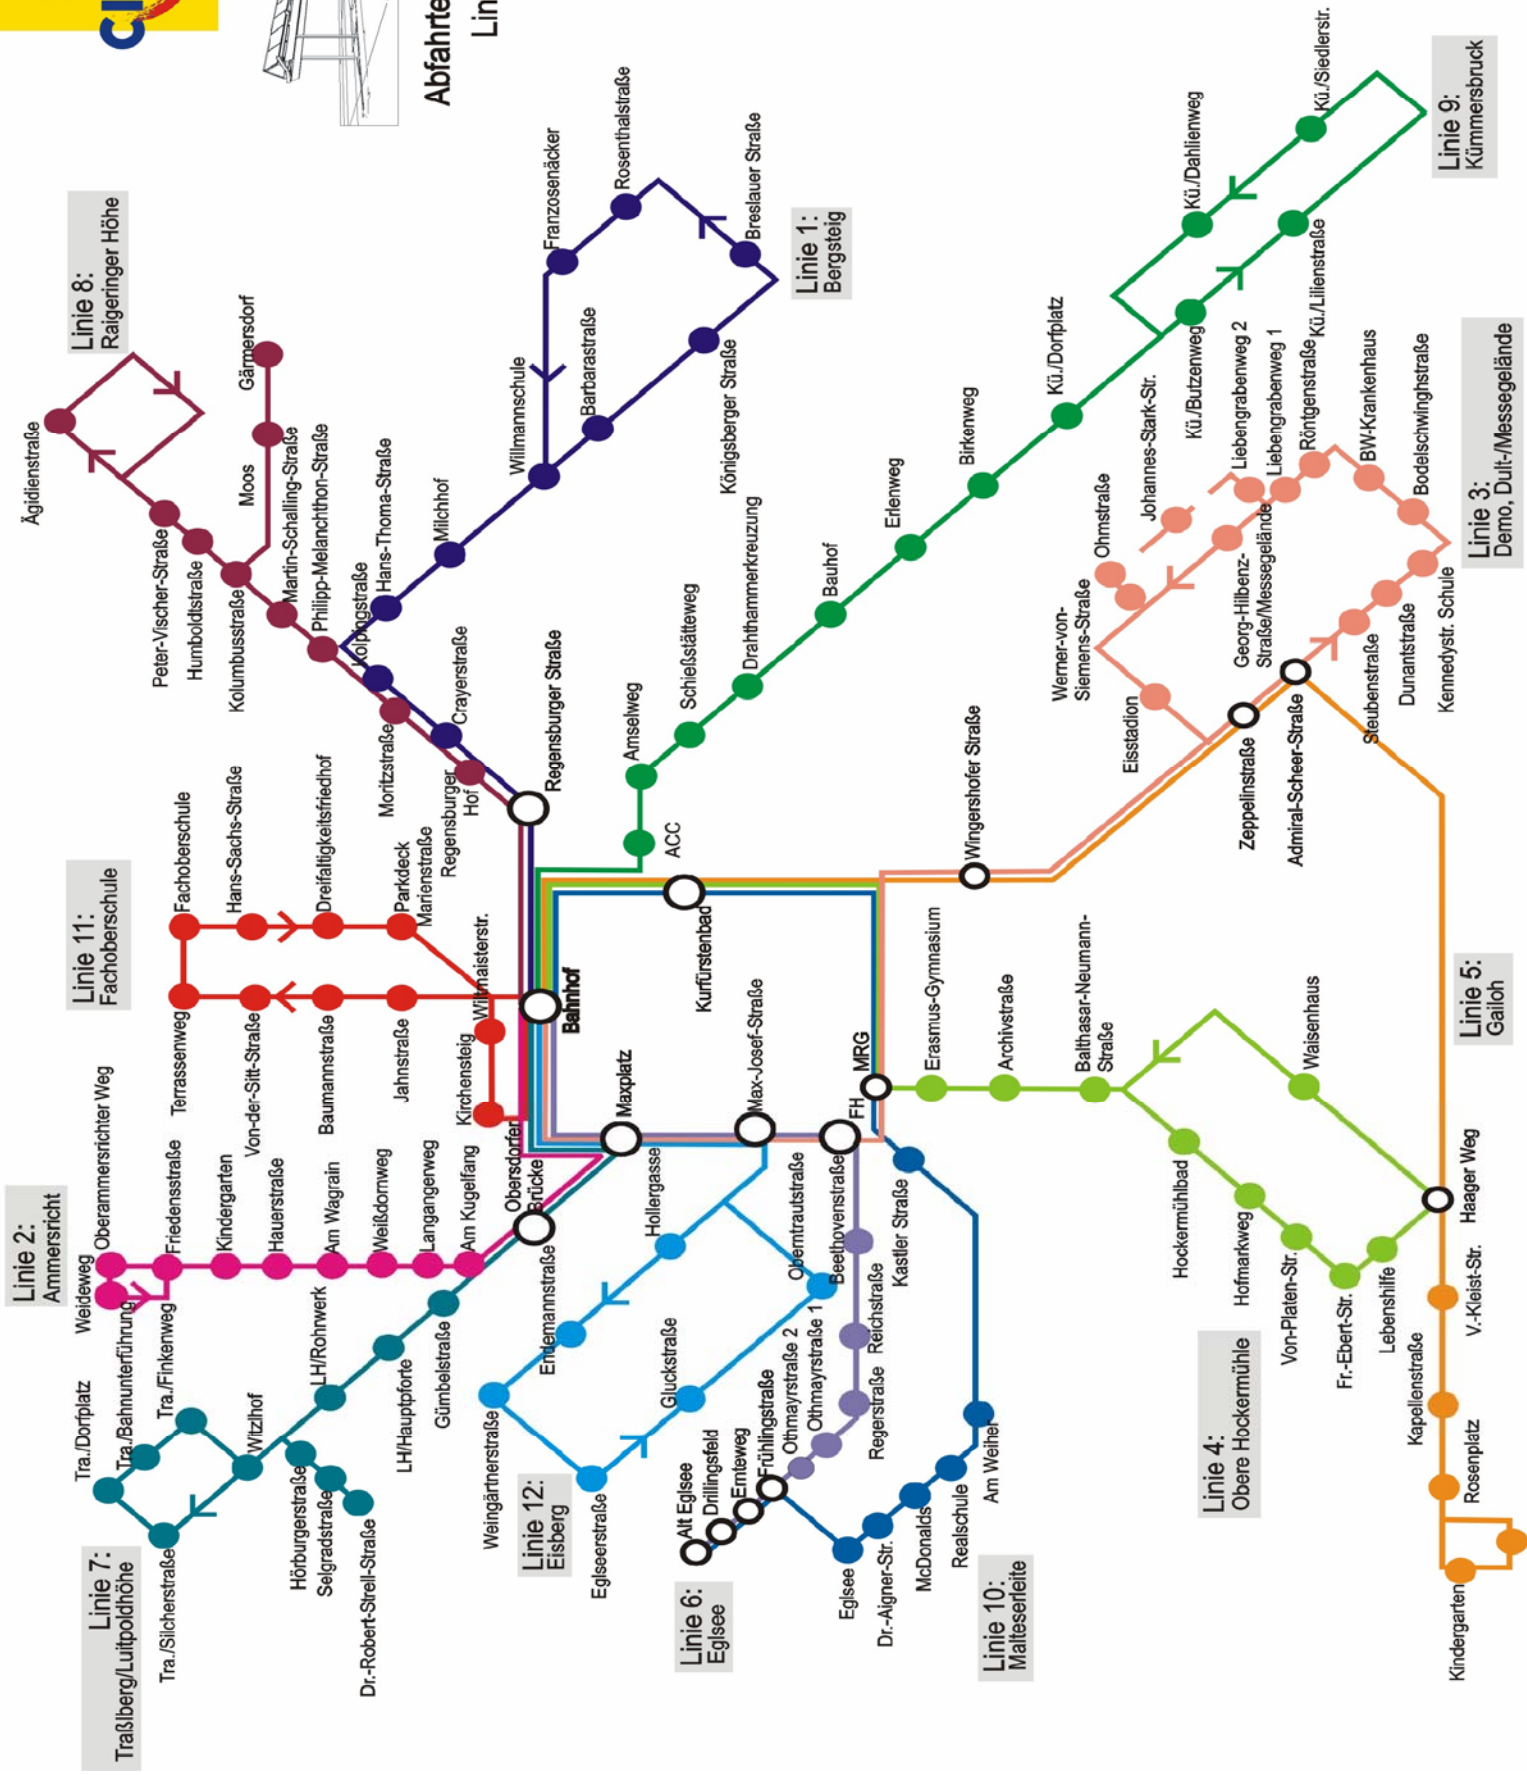 CI
Abfahrte
Lin
Linie 8:
Raigeringer Höhe
Ägidienstraße
Peter-Vischer-Straße
Humboldtstraße
Kolumbusstraße
Moos
Gärmersdorf
Martin-Schalling-Straße
Philipp-Melanchthon-Straße
Moritzstraße
Regensburger
Hof
Regensburger Straße
Linie 1:
Bergsteig
Kolpingstraße
Crayerstraße
Hans-Thoma-Straße
Milchhof
Willmannschule
Barbarastraße
Königsberger Straße
Breslauer Straße
Rosenthalstraße
Franzosenäcker
Linie 9:
Kümmersbruck
ACC
Amselweg
Schießstätteweg
Drahthammerkreuzung
Bauhof
Erlenweg
Birkenweg
Kü./Dorfplatz
Kü./Butzenweg
Kü./Lilienstraße
Kü./Siedlerstr.
Kü./Dahlienweg
Linie 3:
Demo, Dult-/Messegelände
Wingershofer Straße
Zeppelinstraße
Admiral-Scheer-Straße
Steubenstraße
Dunantstraße
Kennedystr. Schule
Bodelschwinghstraße
BW-Krankenhaus
Röntgenstraße
Liebengrabenweg 1
Liebengrabenweg 2
Georg-Hilbenz-
Straße/Messegelände
Johannes-Stark-Str.
Ohmstraße
Werner-von-
Siemens-Straße
Eisstadion
Linie 11:
Fachoberschule
Fachoberschule
Hans-Sachs-Straße
Dreifaltigkeitsfriedhof
Parkdeck
Marienstraße
Terrassenweg
Von-der-Sitt-Straße
Baumannstraße
Jahnstraße
Wiltmaisterstr.
Kirchensteig
Bahnhof
Kurfürstenbad
Maxplatz
Max-Josef-Straße
FH
MRG
Linie 2:
Ammersricht
Weideweg
Oberammersrichter Weg
Friedensstraße
Kindergarten
Hauerstraße
Am Wagrain
Weißdornweg
Langangerweg
Am Kugelfang
Obersdorfer
Brücke
Linie 7:
Traßlberg/Luitpoldhöhe
Tra./Dorfplatz
Tra./Bahnunterführung
Tra./Finkenweg
Tra./Silcherstraße
Witzlhof
Hörburgerstraße
Selgradstraße
Dr.-Robert-Strell-Straße
LH/Rohrwerk
LH/Hauptpforte
Gümbelstraße
Linie 12:
Eisberg
Hollergasse
Endemannstraße
Weingärtnerstraße
Eglseerstraße
Gluckstraße
Oberntrautstraße
Linie 6:
Eglsee
Beethovenstraße
Reichstraße
Regerstraße
Othmayrstraße 1
Othmayrstraße 2
Frühlingstraße
Ernteweg
Drillingsfeld
Alt Eglsee
Linie 10:
Malteserleite
Kastler Straße
Am Weiher
Realschule
McDonalds
Dr.-Aigner-Str.
Eglsee
Linie 4:
Obere Hockermühle
Erasmus-Gymnasium
Archivstraße
Balthasar-Neumann-
Straße
Hockermühlbad
Hofmarkweg
Von-Platen-Str.
Fr.-Ebert-Str.
Lebenshilfe
Waisenhaus
Haager Weg
Linie 5:
Gailoh
V.-Kleist-Str.
Kapellenstraße
Rosenplatz
Kindergarten